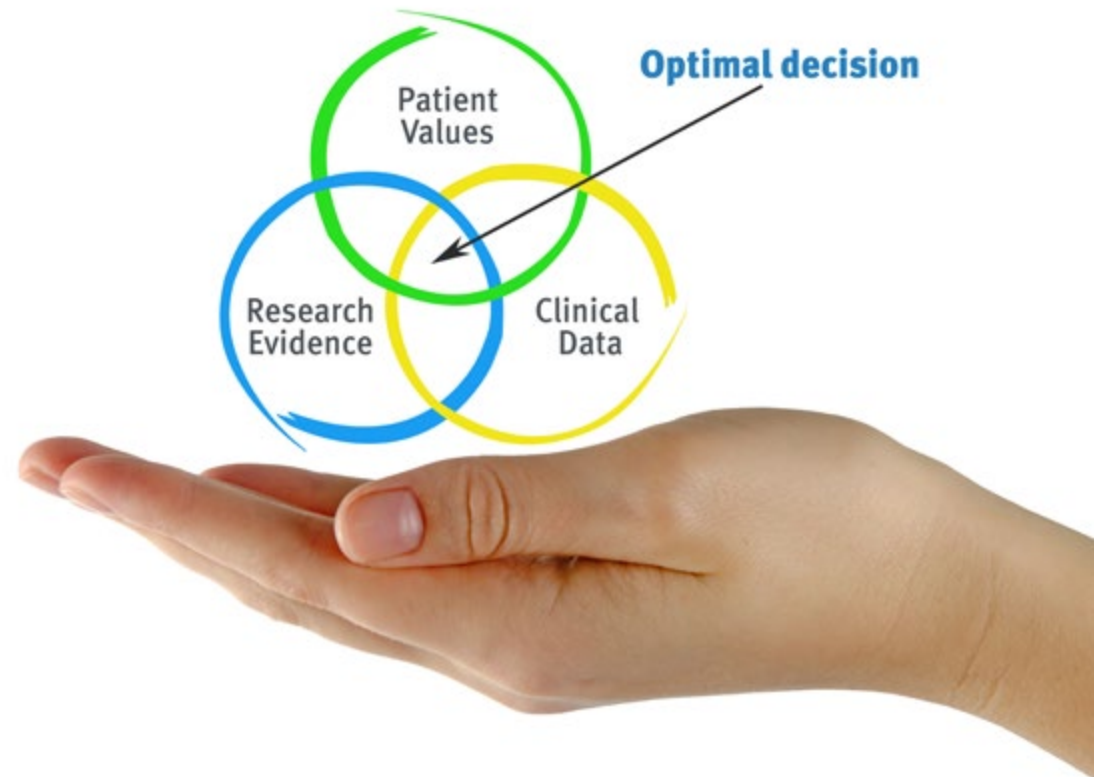 Optimal decision
Patient
Values
Research
Evidence
Clinical
Data